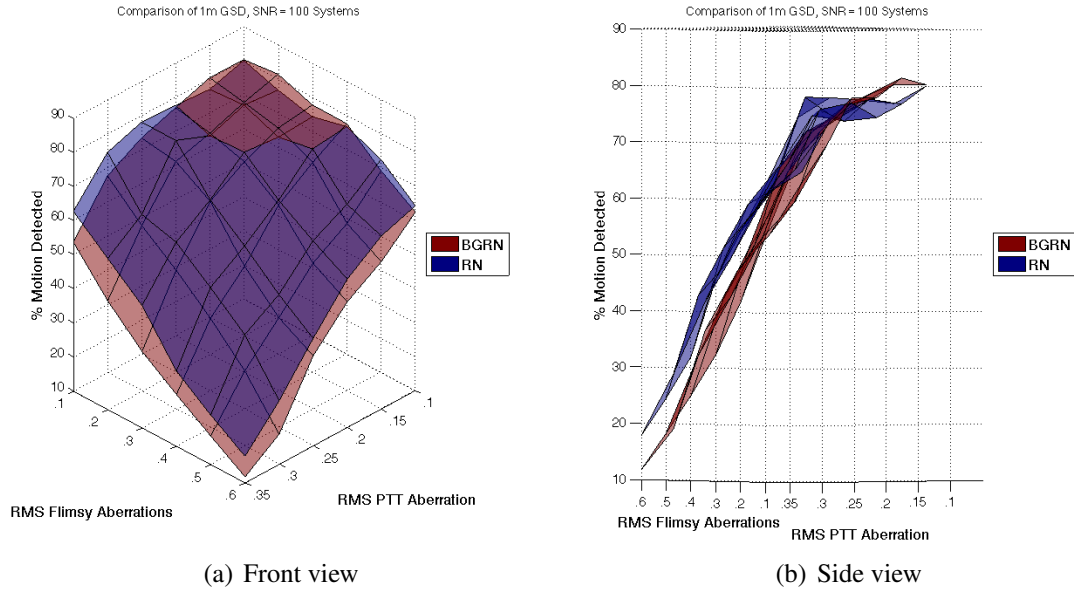 Comparison of 1m GSD, SNR = 100 Systems
90
80
70
60
50
40
30
20
10
% Motion Detected
.1
.2
.3
.4
.5
.6
.35
.3
.25
.2
.15
.1
RMS Flimsy Aberrations
RMS PTT Aberration
BGRN
RN
(a) Front view
Comparison of 1m GSD, SNR = 100 Systems
90
80
70
60
50
40
30
20
10
% Motion Detected
.6 .5 .4 .3 .2 .1 .35 .3 .25 .2 .15 .1
RMS Flimsy Aberrations
RMS PTT Aberration
BGRN
RN
(b) Side view